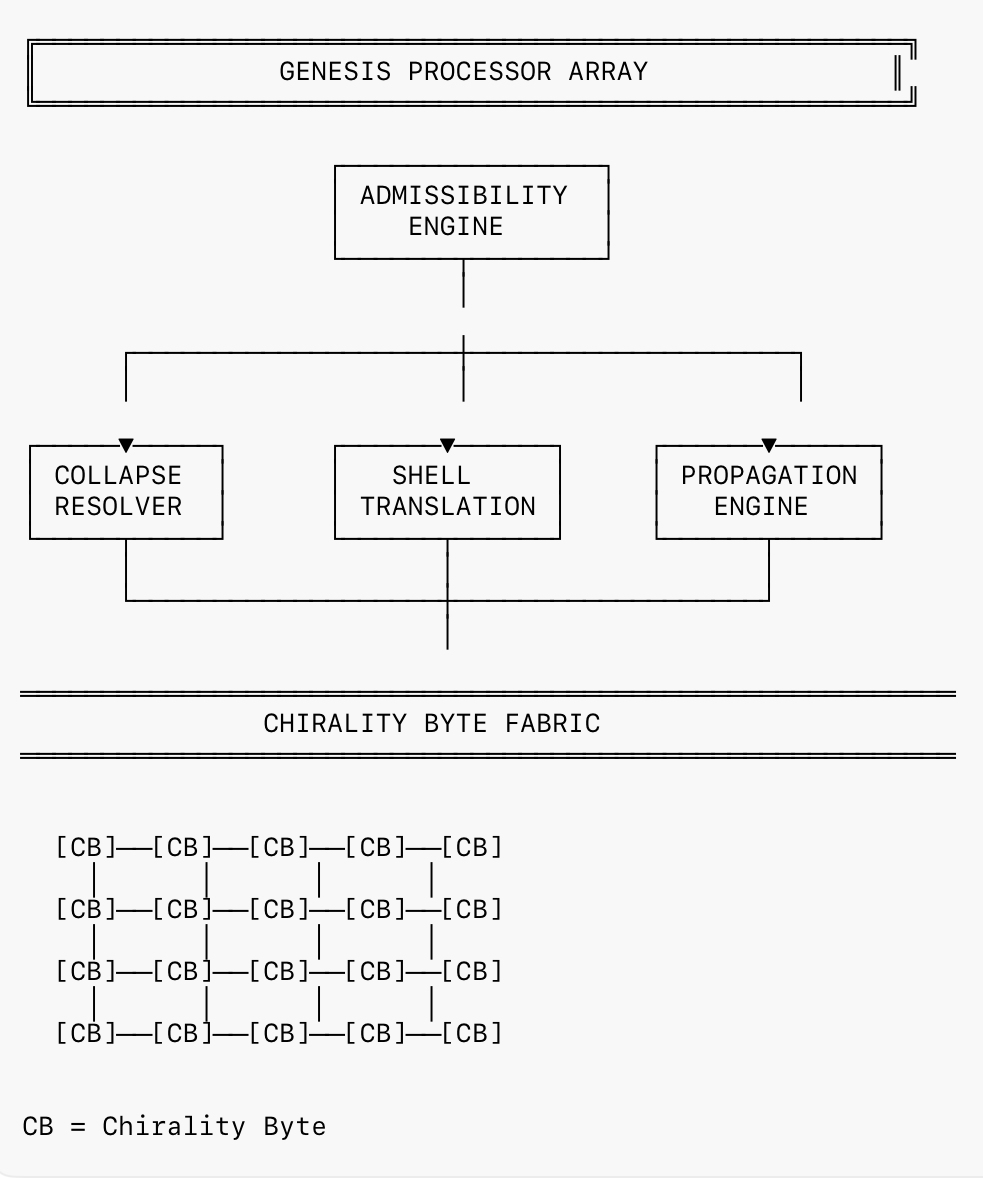 GENESIS PROCESSOR ARRAY
ADMISSIBILITY
ENGINE
COLLAPSE
RESOLVER
SHELL
TRANSLATION
PROPAGATION
ENGINE
CHIRALITY BYTE FABRIC
[CB]──[CB]──[CB]──[CB]──[CB]
[CB]──[CB]──[CB]──[CB]──[CB]
[CB]──[CB]──[CB]──[CB]──[CB]
[CB]──[CB]──[CB]──[CB]──[CB]
CB = Chirality Byte